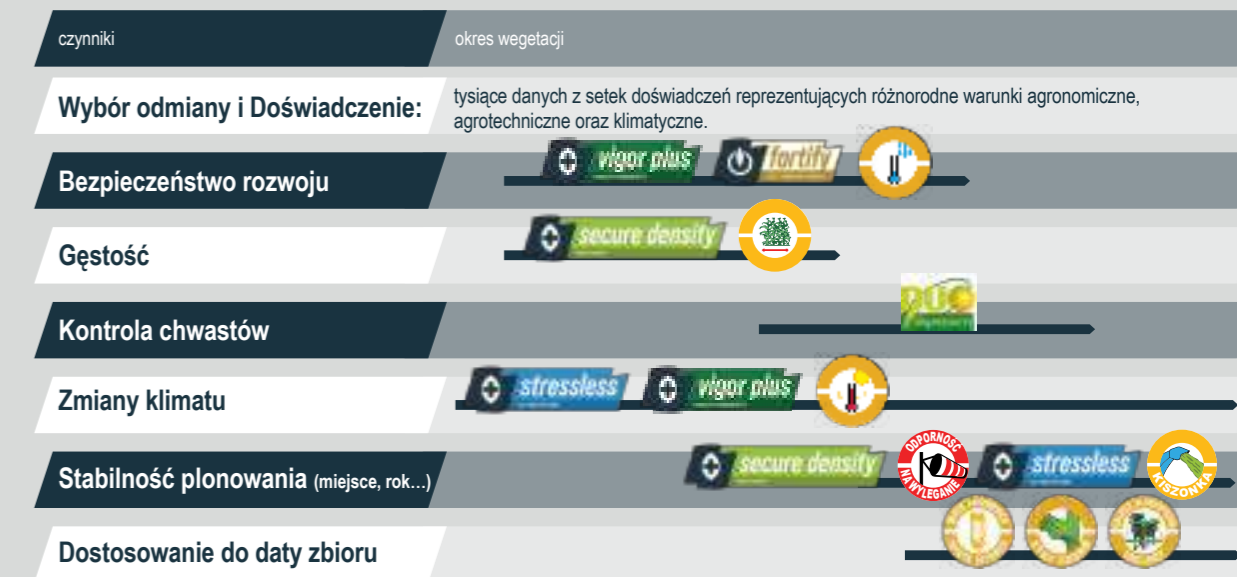 czynniki
okres wegetacji
Wybór odmiany i Doświadczenie:
tysiące danych z setek doświadczeń reprezentujących różnorodne warunki agronomiczne,
agrotechniczne oraz klimatyczne.
Bezpieczeństwo rozwoju
vigor plus
fortify
Gęstość
secure density
Kontrola chwastów
duo
Zmiany klimatu
stressless
vigor plus
Stabilność plonowania (miejsce, rok…)
secure density
ODPORNOŚĆ
NA WYLEGANIE
stressless
KISZONKA
Dostosowanie do daty zbioru